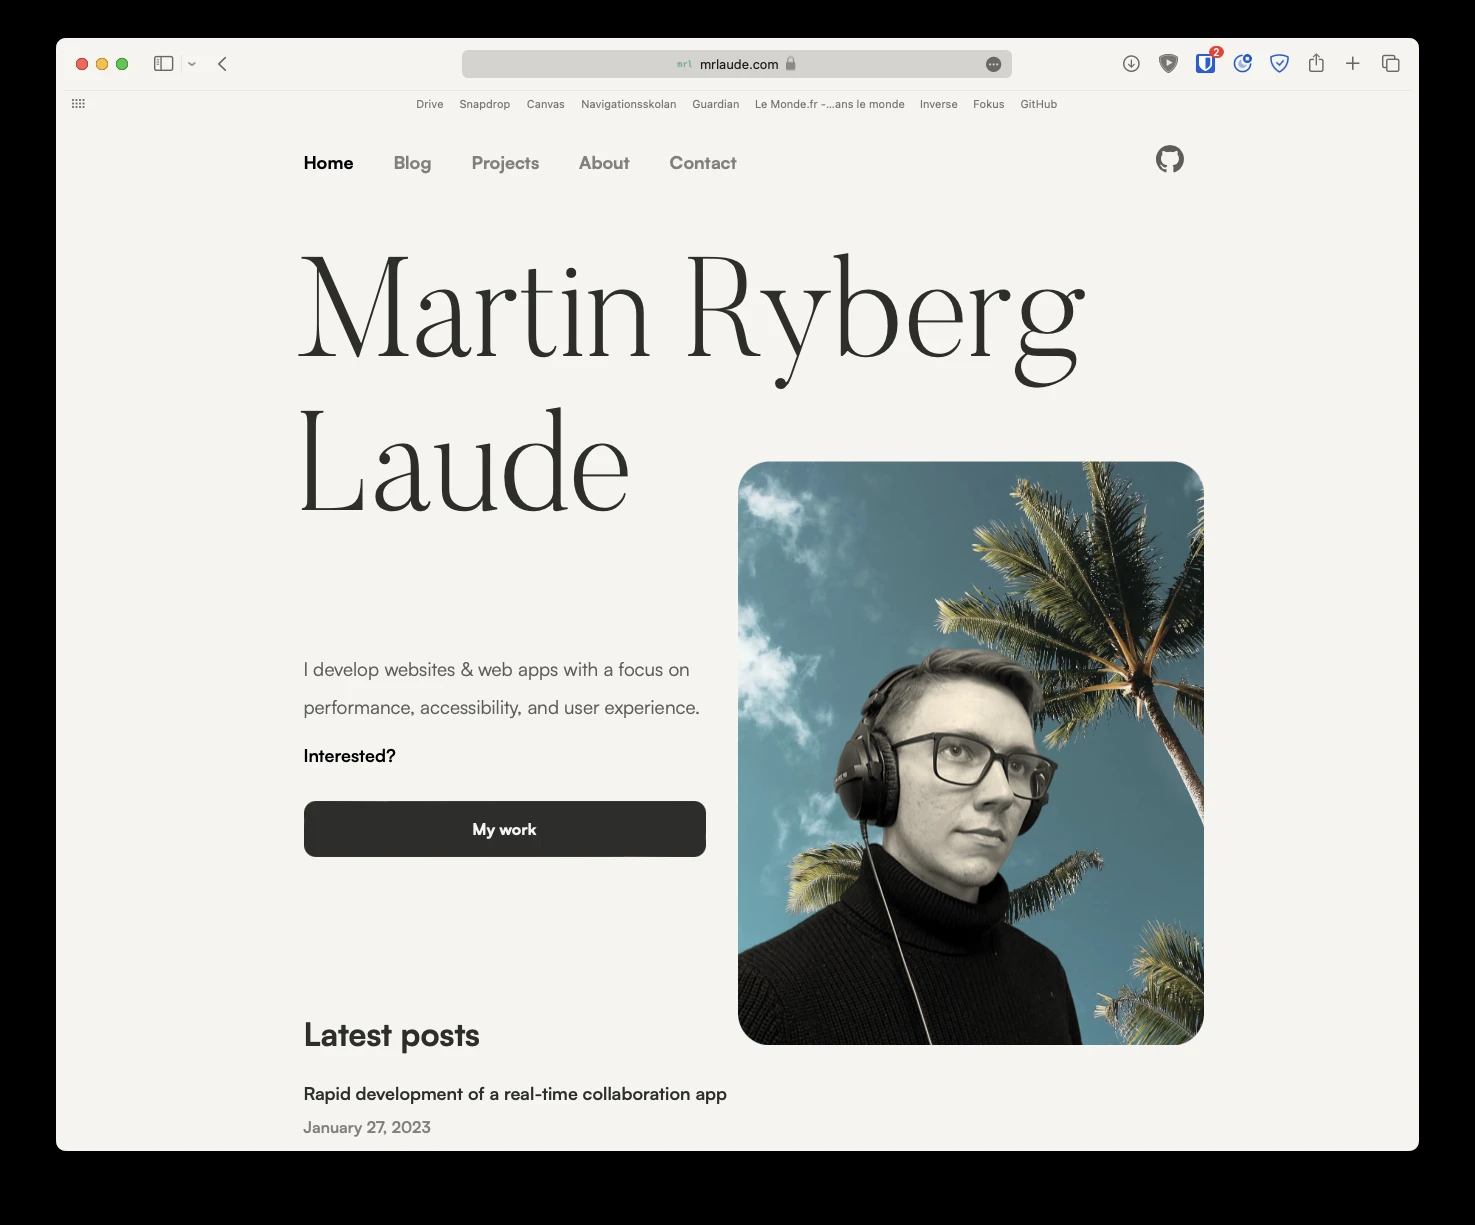 mrl mrlaude.com
2
Drive Snapdrop Canvas Navigationsskolan Guardian Le Monde.fr -...ans le monde Inverse Fokus GitHub
Home Blog Projects About Contact
Martin Ryberg
Laude
I develop websites & web apps with a focus on
performance, accessibility, and user experience.
Interested?
My work
Latest posts
Rapid development of a real-time collaboration app
January 27, 2023